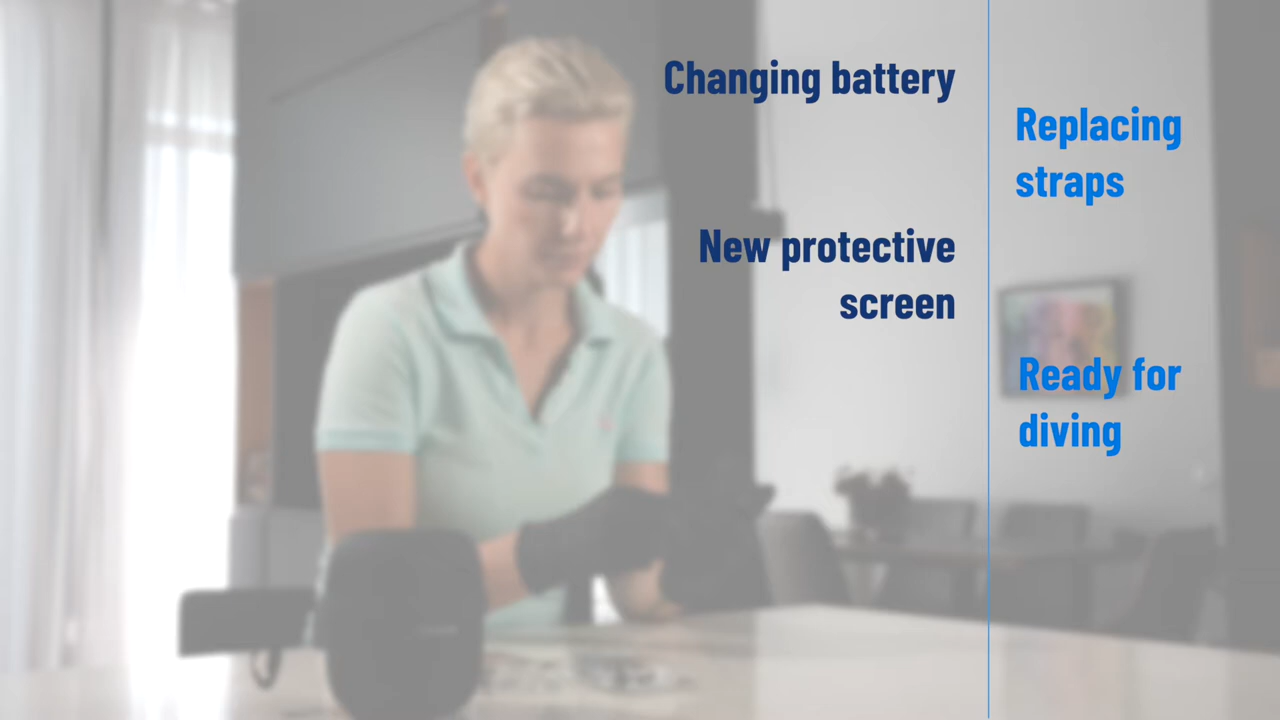 Changing battery
Replacing
straps
New protective
screen
Ready for
diving